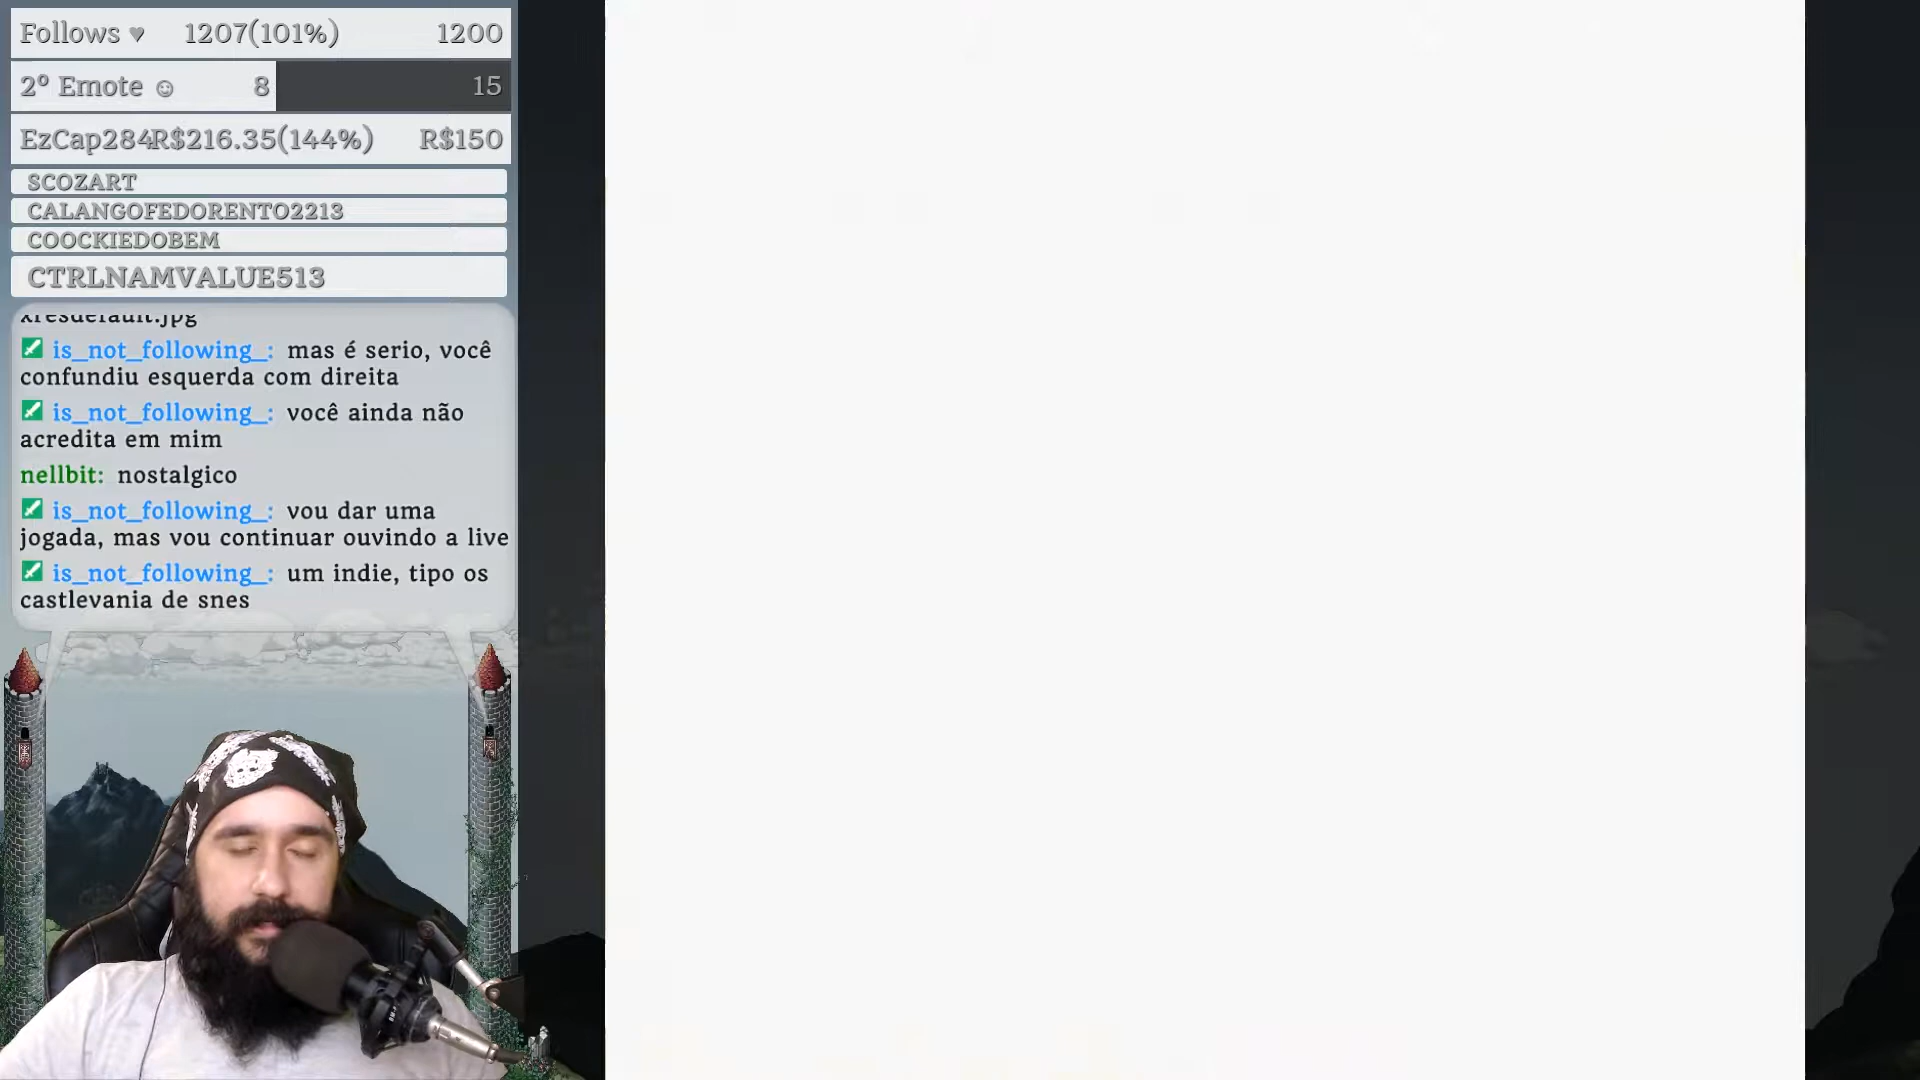 Follows ♥ 1207(101%) 1200
2º Emote ☺ 8 15
EzCap284R$216.35(144%) R$150
SCOZART
CALANGOFEDORENTO2213
COOCKIEDOBEM
CTRLNAMVALUE513
xresdefault.jpg
is_not_following_: mas é serio, você
confundiu esquerda com direita
is_not_following_: você ainda não
acredita em mim
nellbit: nostalgico
is_not_following_: vou dar uma
jogada, mas vou continuar ouvindo a live
is_not_following_: um indie, tipo os
castlevania de snes